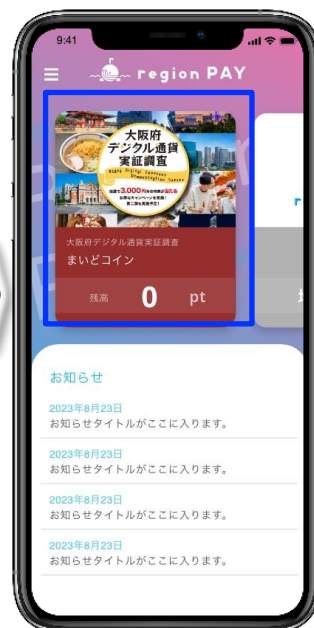 9:41
region PAY
大阪府
デジタル通貨
実証調査
Osaka Digital Currency
Demonstration Survey
大阪府デジタル通貨実証調査
まいどコイン
残高 0 pt
お知らせ
2023年8月23日
お知らせタイトルがここに入ります。
2023年8月23日
お知らせタイトルがここに入ります。
2023年8月23日
お知らせタイトルがここに入ります。
2023年8月23日
お知らせタイトルがここに入ります。